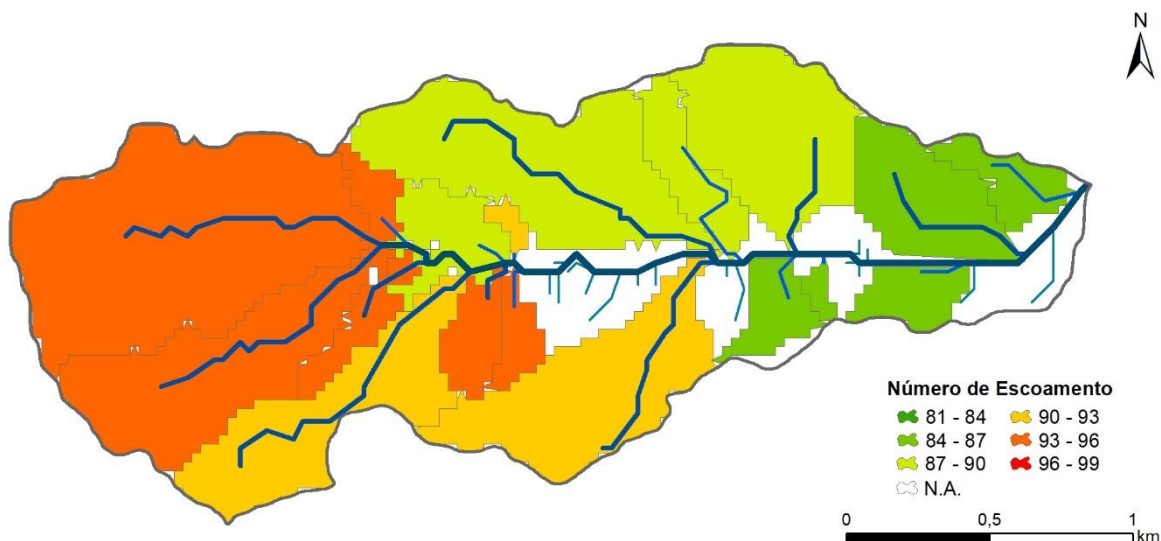 N
Número de Escoamento
81 - 84 90 - 93
84 - 87 93 - 96
87 - 90 96 - 99
N.A.
0 0,5 1
km